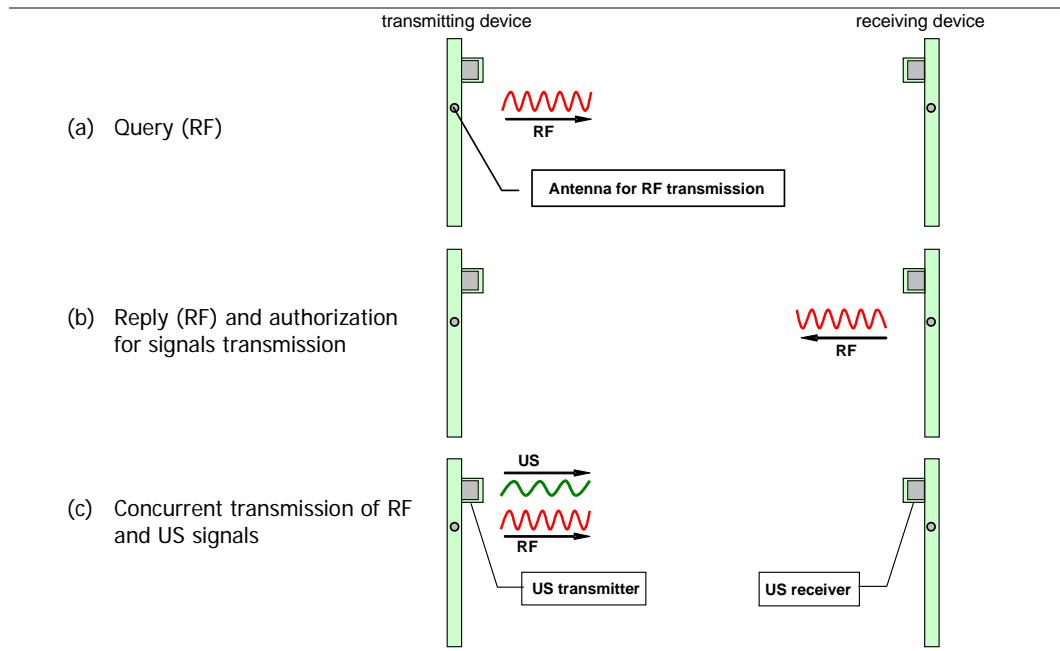 transmitting device
receiving device
(a) Query (RF)
RF
Antenna for RF transmission
(b) Reply (RF) and authorization
for signals transmission
RF
US
(c) Concurrent transmission of RF
and US signals
RF
US transmitter
US receiver